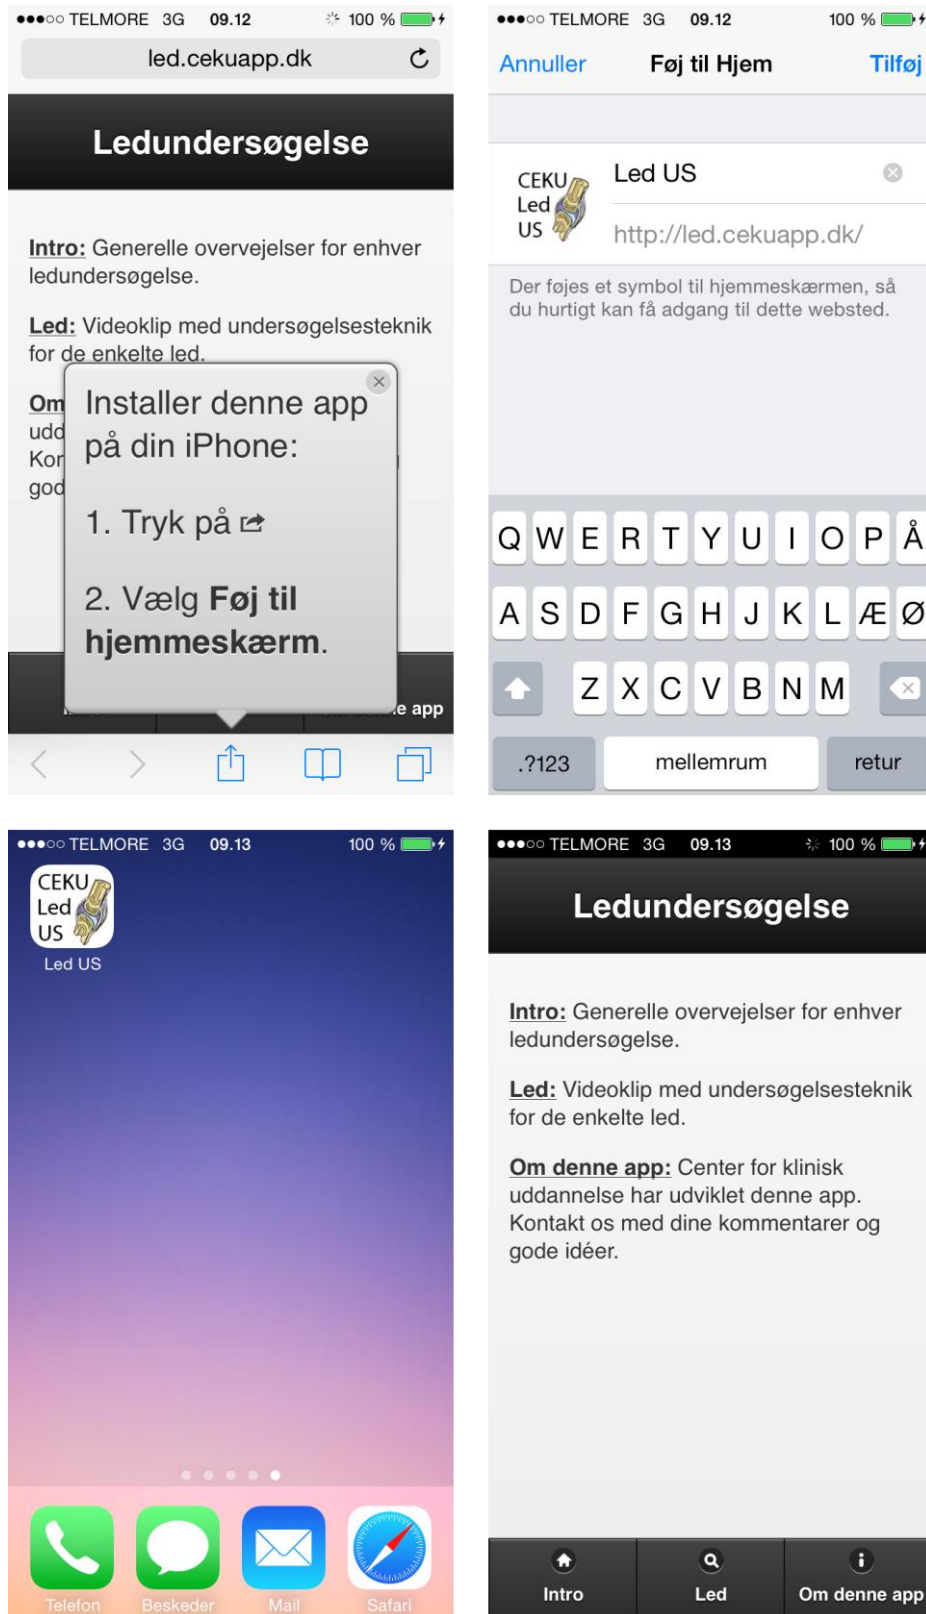 TELMORE 3G 09.12 100 %
led.cekuapp.dk
Ledundersøgelse
Intro: Generelle overvejelser for enhver
ledundersøgelse.
Led: Videoklip med undersøgelsesteknik
for de enkelte led.
Om
udd
Kor
god
Installer denne app
på din iPhone:
1. Tryk på
2. Vælg Føj til
hjemmeskærm.
e app
TELMORE 3G 09.12 100 %
Annuller Føj til Hjem Tilføj
CEKU
Led
US
Led US
http://led.cekuapp.dk/
Der føjes et symbol til hjemmeskærmen, så
du hurtigt kan få adgang til dette websted.
Q W E R T Y U I O P Å
A S D F G H J K L Æ Ø
Z X C V B N M
.?123 mellemrum retur
TELMORE 3G 09.13 100 %
CEKU
Led
US
Led US
Telefon Beskeder Mail Safari
TELMORE 3G 09.13 100 %
Ledundersøgelse
Intro: Generelle overvejelser for enhver
ledundersøgelse.
Led: Videoklip med undersøgelsesteknik
for de enkelte led.
Om denne app: Center for klinisk
uddannelse har udviklet denne app.
Kontakt os med dine kommentarer og
gode idéer.
Intro Led Om denne app